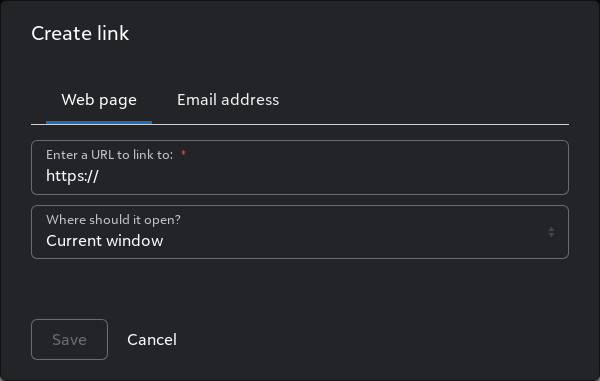 Create link
Web page Email address
Enter a URL to link to: *
https://
Where should it open?
Current window
Save Cancel